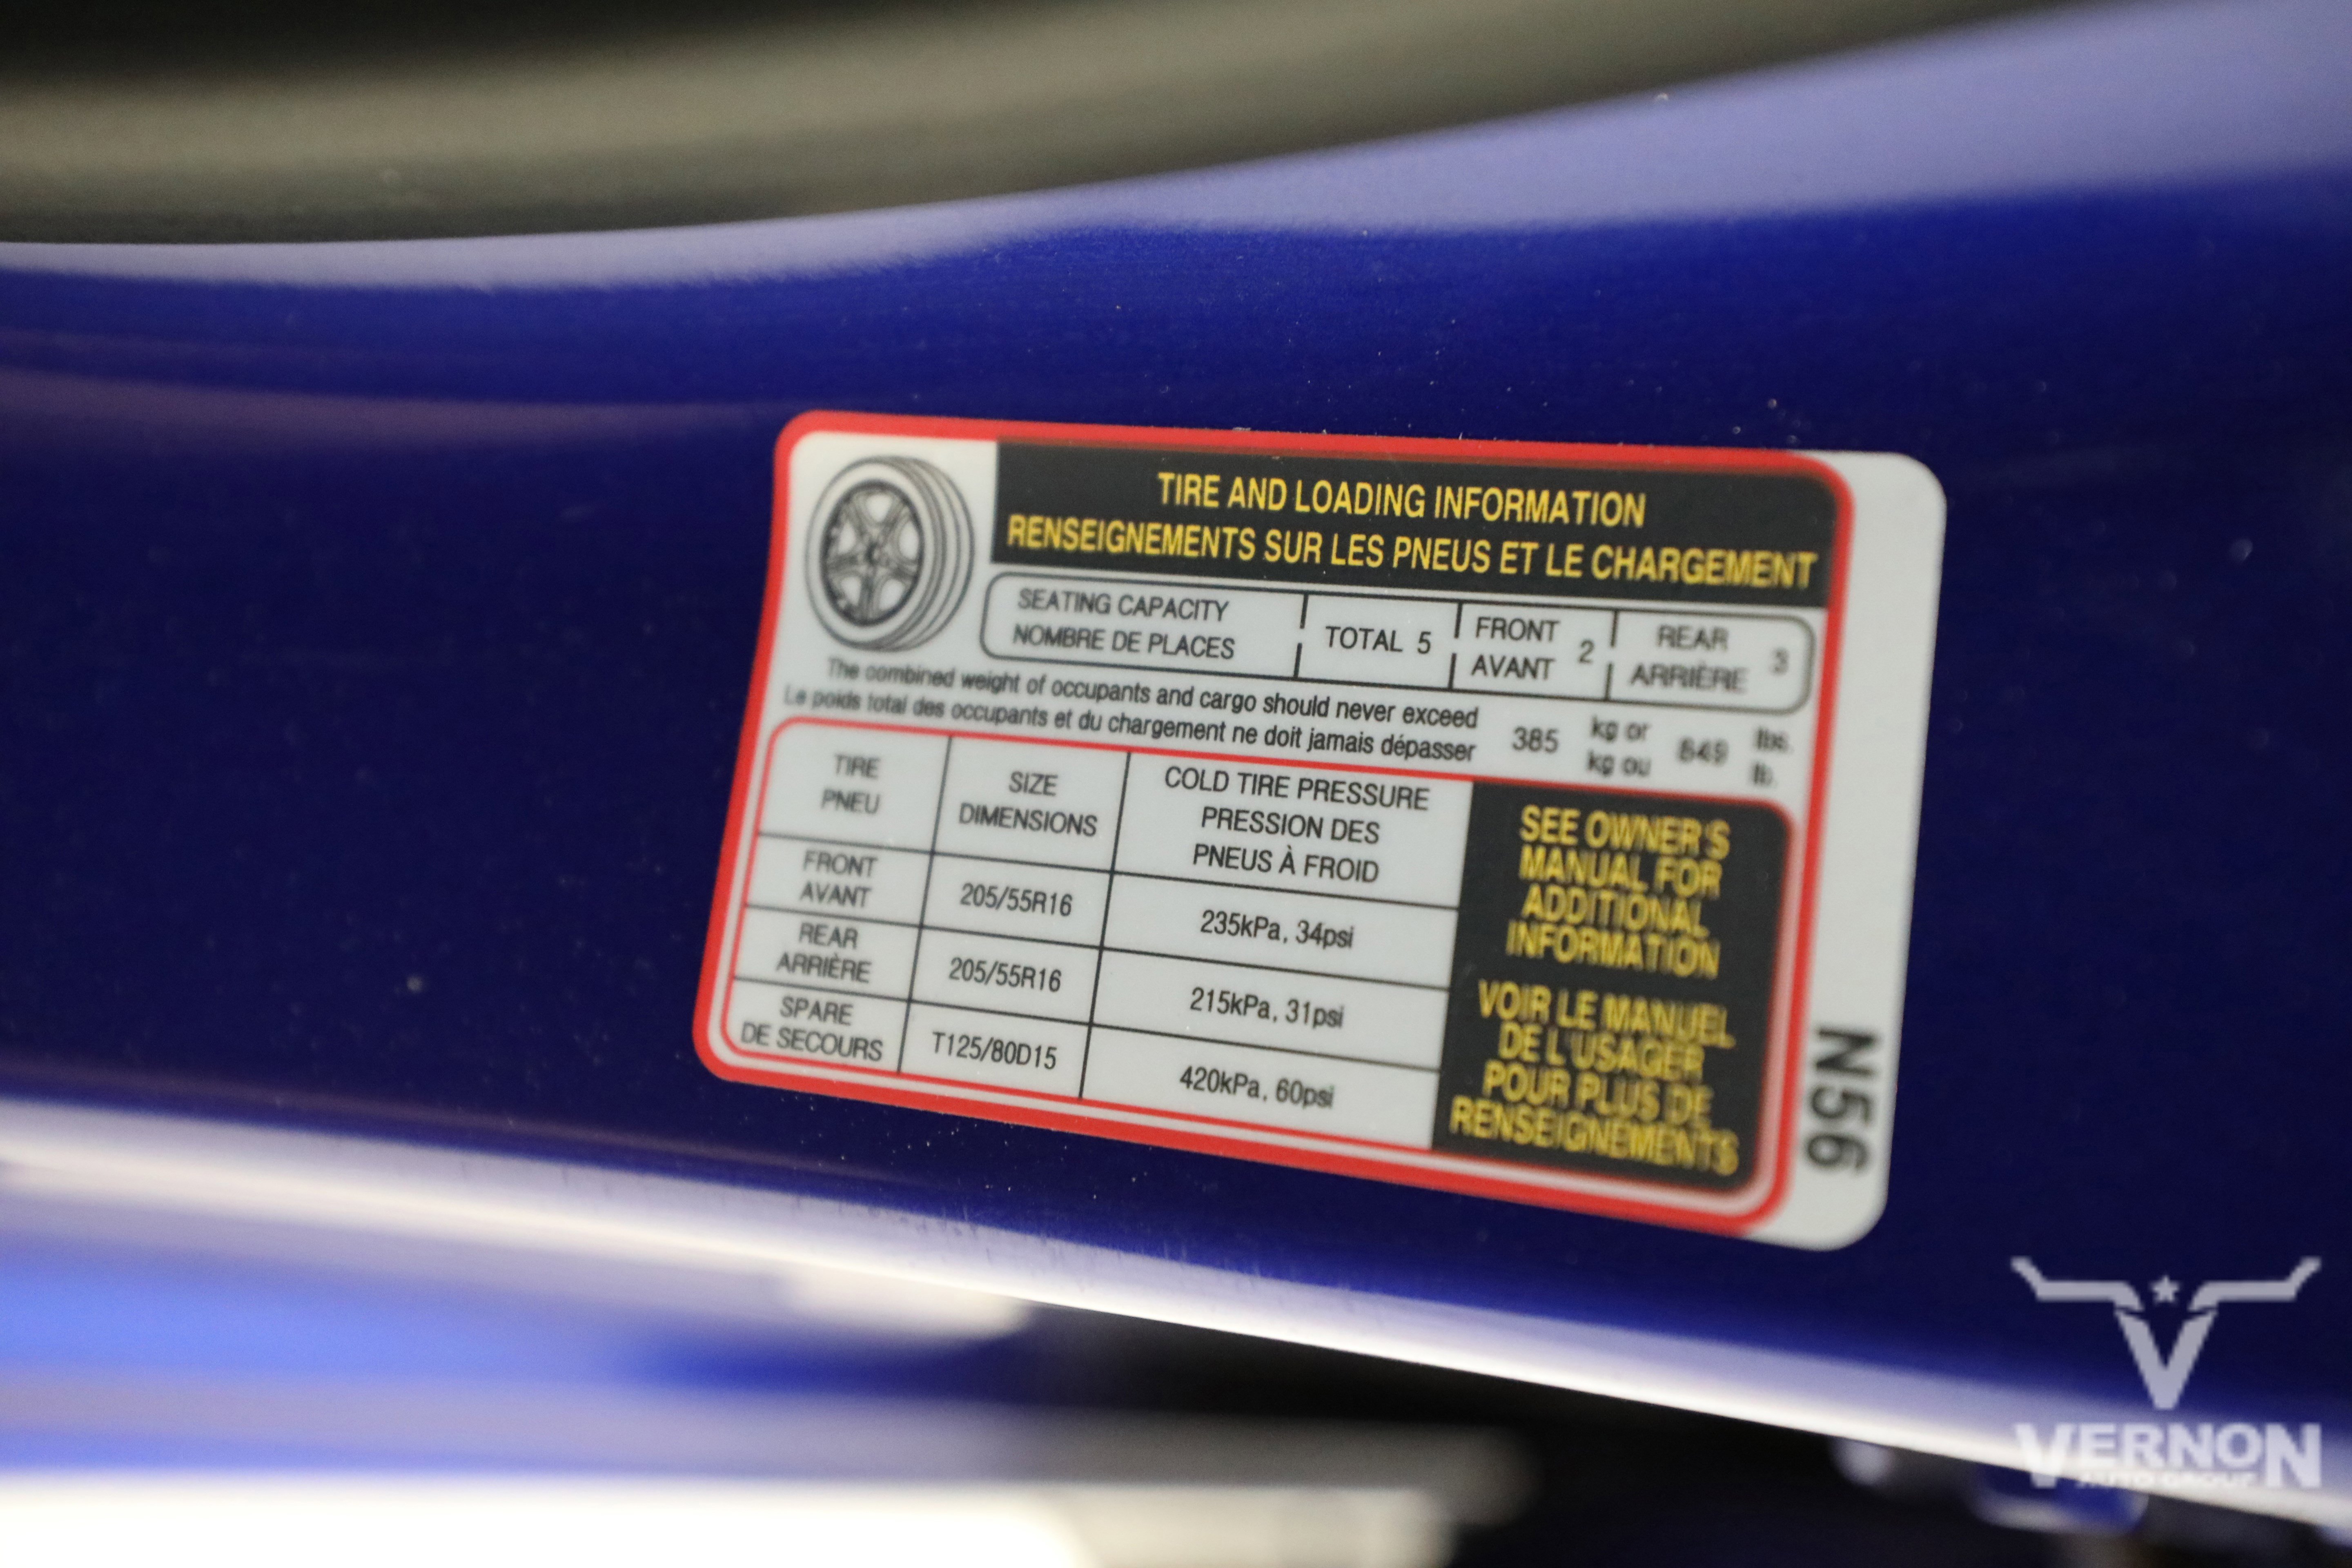 TIRE AND LOADING INFORMATION
RENSEIGNEMENTS SUR LES PNEUS ET LE CHARGEMENT
SEATING CAPACITY
NOMBRE DE PLACES
TOTAL 5
FRONT
AVANT
2
REAR
ARRIÈRE
3
The combined weight of occupants and cargo should never exceed
Le poids total des occupants et du chargement ne doit jamais dépasser
385
kg or
kg ou
849
lbs.
lb.
TIRE
PNEU
SIZE
DIMENSIONS
COLD TIRE PRESSURE
PRESSION DES
PNEUS À FROID
FRONT
AVANT
205/55R16
235kPa, 34psi
REAR
ARRIÈRE
205/55R16
215kPa, 31psi
SPARE
DE SECOURS
T125/80D15
420kPa, 60psi
SEE OWNER'S
MANUAL FOR
ADDITIONAL
INFORMATION
VOIR LE MANUEL
DE L'USAGER
POUR PLUS DE
RENSEIGNEMENTS
N56
VERNON
AUTO GROUP